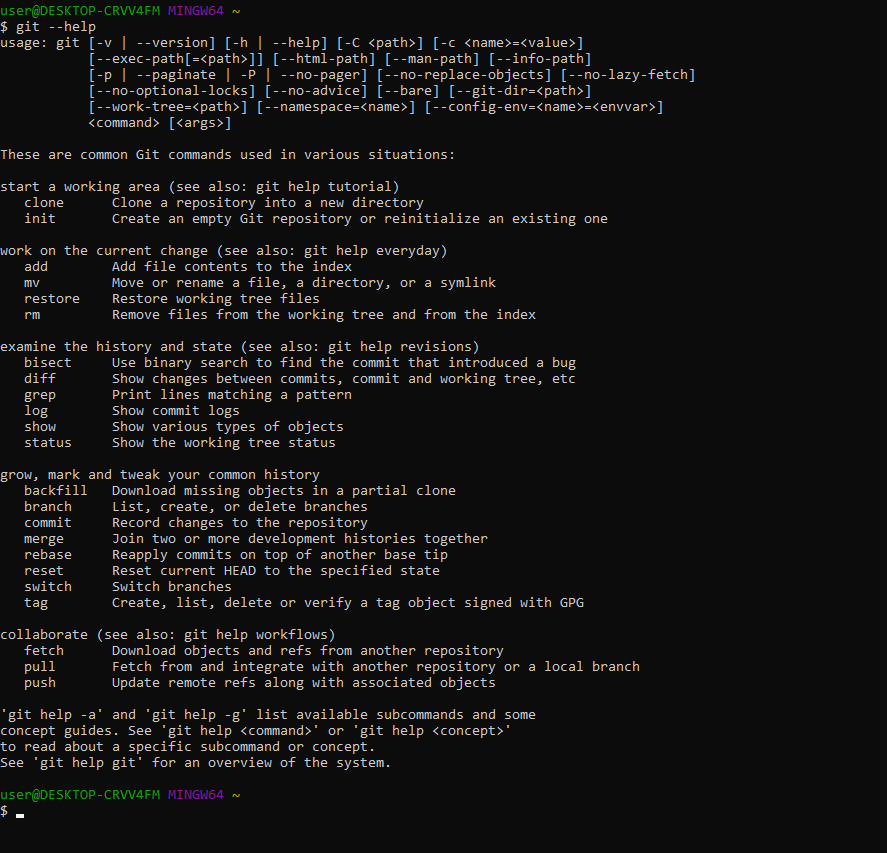 user@DESKTOP-CRVV4FM MINGW64 ~
$ git --help
usage: git [-v | --version] [-h | --help] [-C <path>] [-c <name>=<value>]
           [--exec-path[=<path>]] [--html-path] [--man-path] [--info-path]
           [-p | --paginate | -P | --no-pager] [--no-replace-objects] [--no-lazy-fetch]
           [--no-optional-locks] [--no-advice] [--bare] [--git-dir=<path>]
           [--work-tree=<path>] [--namespace=<name>] [--config-env=<name>=<envvar>]
           <command> [<args>]

These are common Git commands used in various situations:

start a working area (see also: git help tutorial)
   clone      Clone a repository into a new directory
   init       Create an empty Git repository or reinitialize an existing one

work on the current change (see also: git help everyday)
   add        Add file contents to the index
   mv         Move or rename a file, a directory, or a symlink
   restore    Restore working tree files
   rm         Remove files from the working tree and from the index

examine the history and state (see also: git help revisions)
   bisect     Use binary search to find the commit that introduced a bug
   diff       Show changes between commits, commit and working tree, etc
   grep       Print lines matching a pattern
   log        Show commit logs
   show       Show various types of objects
   status     Show the working tree status

grow, mark and tweak your common history
   backfill   Download missing objects in a partial clone
   branch     List, create, or delete branches
   commit     Record changes to the repository
   merge      Join two or more development histories together
   rebase     Reapply commits on top of another base tip
   reset      Reset current HEAD to the specified state
   switch     Switch branches
   tag        Create, list, delete or verify a tag object signed with GPG

collaborate (see also: git help workflows)
   fetch      Download objects and refs from another repository
   pull       Fetch from and integrate with another repository or a local branch
   push       Update remote refs along with associated objects

'git help -a' and 'git help -g' list available subcommands and some
concept guides. See 'git help <command>' or 'git help <concept>'
to read about a specific subcommand or concept.
See 'git help git' for an overview of the system.

user@DESKTOP-CRVV4FM MINGW64 ~
$